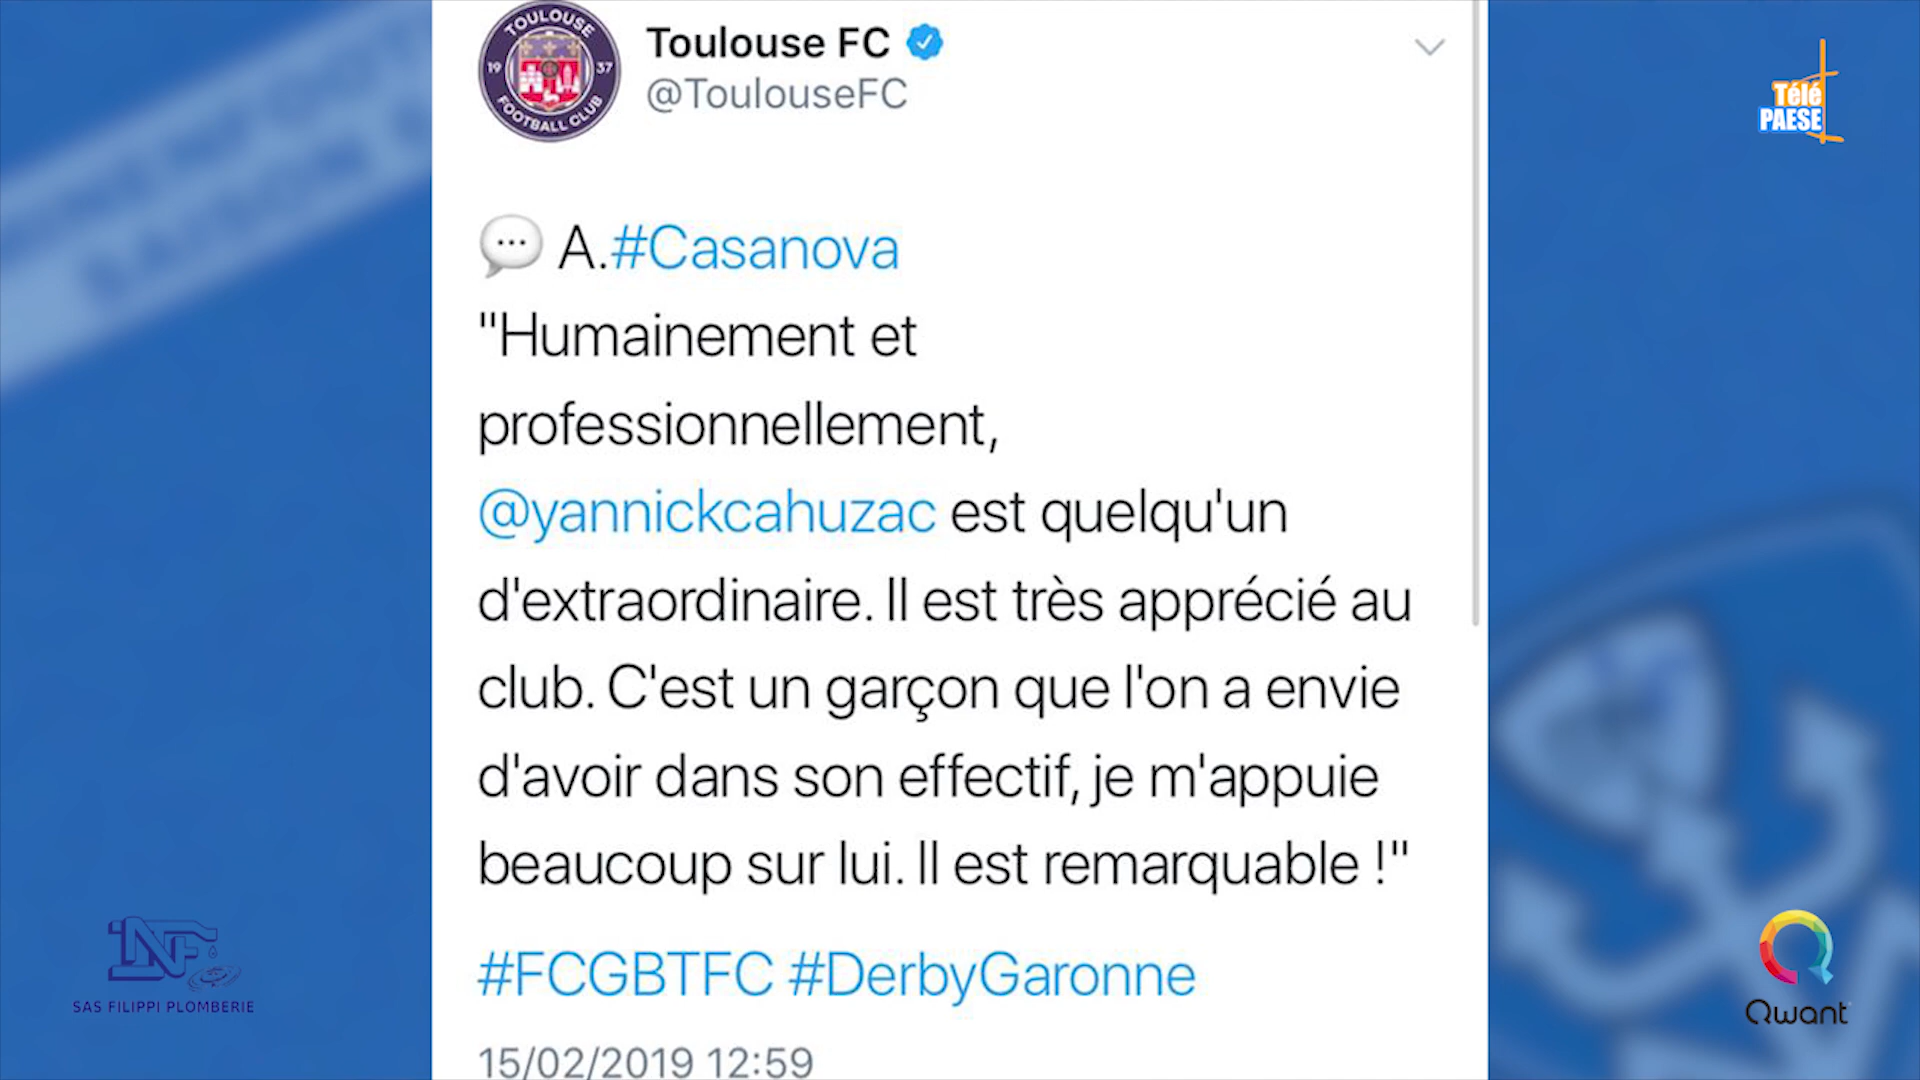 TOULOUSE
19 37
FOOTBALL CLUB
Toulouse FC
@ToulouseFC
Télé
PAESE
A.#Casanova
"Humainement et
professionnellement,
@yannickcahuzac est quelqu'un
d'extraordinaire. Il est très apprécié au
club. C'est un garçon que l'on a envie
d'avoir dans son effectif, je m'appuie
beaucoup sur lui. Il est remarquable !"
#FCGBTFC #DerbyGaronne
15/02/2019 12:59
SAS FILIPPI PLOMBERIE
Qwant